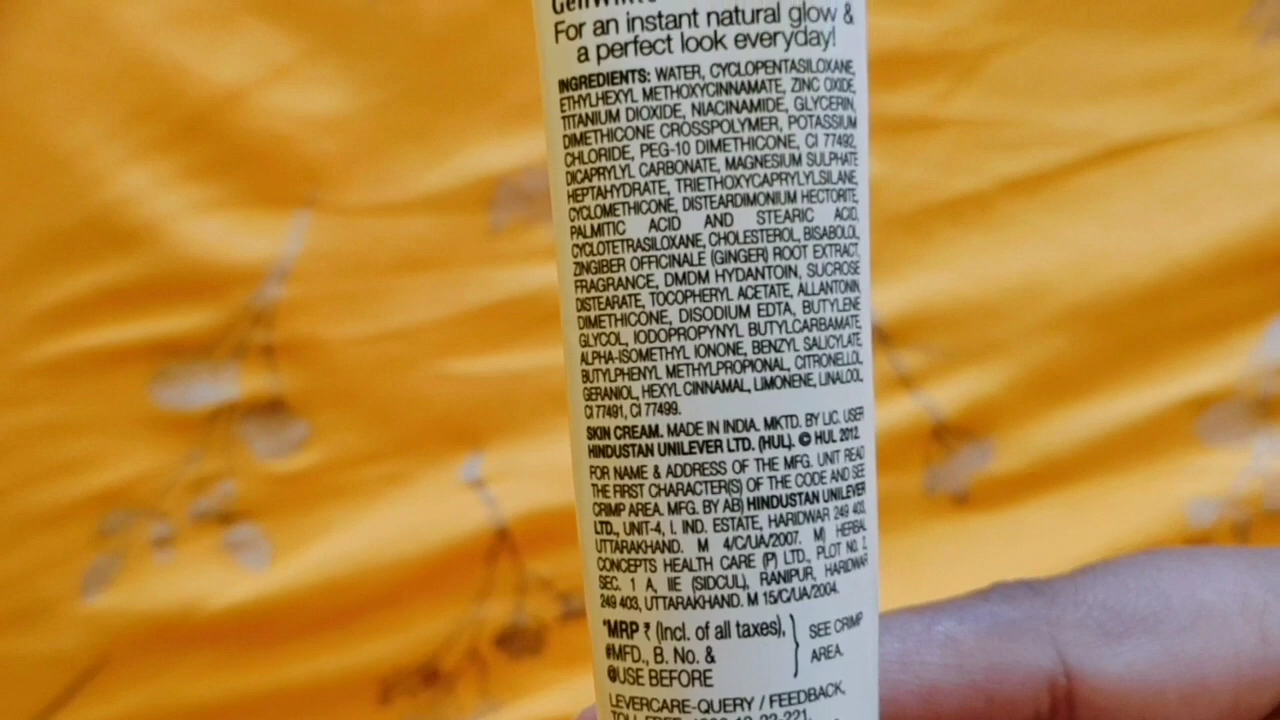 For an instant natural glow &
a perfect look everyday!
INGREDIENTS: WATER, CYCLOPENTASILOXANE,
ETHYLHEXYL METHOXYCINNAMATE, ZINC OXIDE,
TITANIUM DIOXIDE, NIACINAMIDE, GLYCERIN,
DIMETHICONE CROSSPOLYMER, POTASSIUM
CHLORIDE, PEG-10 DIMETHICONE, CI 77492,
DICAPRYLYL CARBONATE, MAGNESIUM SULPHATE
HEPTAHYDRATE, TRIETHOXYCAPRYLYLSILANE,
CYCLOMETHICONE, DISTEARDIMONIUM HECTORITE,
PALMITIC ACID AND STEARIC ACID,
CYCLOTETRASILOXANE, CHOLESTEROL, BISABOLOL,
ZINGIBER OFFICINALE (GINGER) ROOT EXTRACT,
FRAGRANCE, DMDM HYDANTOIN, SUCROSE
DISTEARATE, TOCOPHERYL ACETATE, ALLANTOIN,
DIMETHICONE, DISODIUM EDTA, BUTYLENE
GLYCOL, IODOPROPYNYL BUTYLCARBAMATE,
ALPHA-ISOMETHYL IONONE, BENZYL SALICYLATE,
BUTYLPHENYL METHYLPROPIONAL, CITRONELLOL,
GERANIOL, HEXYL CINNAMAL, LIMONENE, LINALOOL,
CI 77491, CI 77499.
SKIN CREAM. MADE IN INDIA. MKTD. BY LIC. USER
HINDUSTAN UNILEVER LTD. (HUL). © HUL 2012
FOR NAME & ADDRESS OF THE MFG. UNIT READ
THE FIRST CHARACTER(S) OF THE CODE AND SEE
CRIMP AREA. MFG. BY AB) HINDUSTAN UNILEVER
LTD., UNIT-4, I. IND. ESTATE, HARIDWAR 249 403,
UTTARAKHAND. M 4/C/UA/2007. M) HERBAL
CONCEPTS HEALTH CARE (P) LTD., PLOT NO. 2,
SEC. 1 A, IIE (SIDCUL), RANIPUR, HARIDWAR
249 403, UTTARAKHAND. M 15/C/UA/2004.
*MRP ₹ (Incl. of all taxes),
#MFD., B. No. &
@USE BEFORE
SEE CRIMP
AREA.
LEVERCARE-QUERY / FEEDBACK,